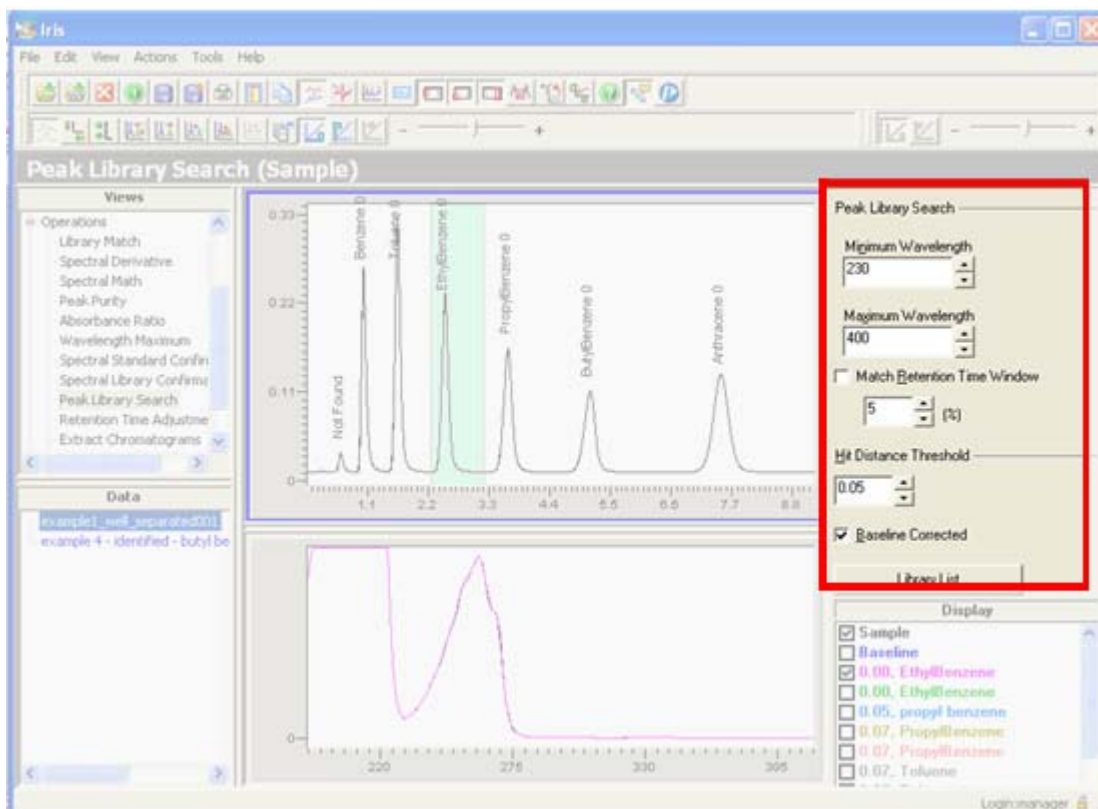 Iris
File Edit View Actions Tools Help
Peak Library Search (Sample)
Views
Operations
Library Match
Spectral Derivative
Spectral Math
Peak Purity
Absorbance Ratio
Wavelength Maximum
Spectral Standard Confirm
Spectral Library Confirma
Peak Library Search
Retention Time Adjustme
Extract Chromatograms
Data
example1_well_separated001
example 4 - identified - butyl be
0.33
0.22
0.11
0
Not Found
Benzene 0
Toluene 0
EthylBenzene 0
PropylBenzene 0
ButylBenzene 0
Anthracene 0
1.1 2.2 3.3 4.4 5.5 6.6 7.7 8.8
0
220 275 330 385
Peak Library Search
Minimum Wavelength
230
Maximum Wavelength
400
Match Retention Time Window
5 (%)
Hit Distance Threshold
0.05
Baseline Corrected
Library List
Display
Sample
Baseline
0.00, EthylBenzene
0.00, EthylBenzene
0.05, propyl benzene
0.07, PropylBenzene
0.07, PropylBenzene
0.07, Toluene
Login:manager